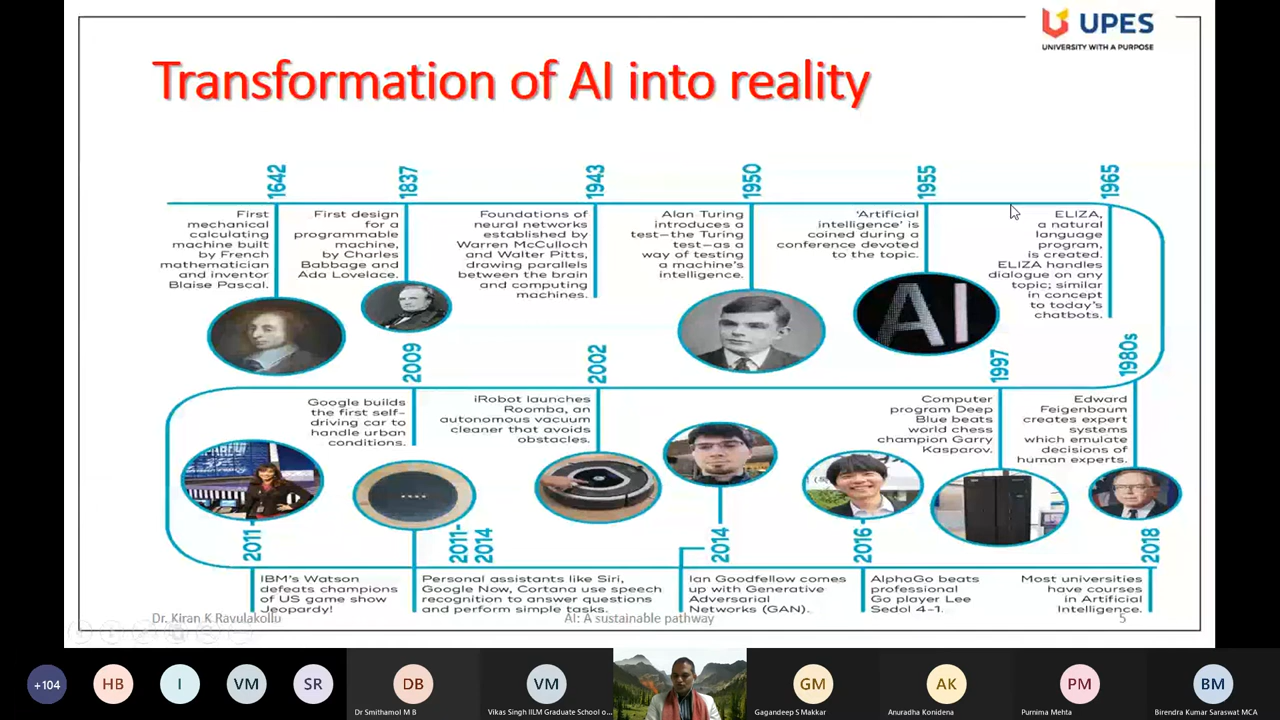 UPES
UNIVERSITY WITH A PURPOSE
Transformation of AI into reality
1642
First
mechanical
calculating
machine built
by French
mathematician
and inventor
Blaise Pascal.
1837
First design
for a
programmable
machine,
by Charles
Babbage and
Ada Lovelace.
1943
Foundations of
neural networks
established by
Warren McCulloch
and Walter Pitts,
drawing parallels
between the brain
and computing
machines.
1950
Alan Turing
introduces a
test—the Turing
test—as a
way of testing
a machine's
intelligence.
1955
'Artificial
intelligence' is
coined during a
conference devoted
to the topic.
AI
1965
ELIZA,
a natural
language
program,
is created.
ELIZA handles
dialogue on any
topic; similar
in concept
to today's
chatbots.
1980s
Edward
Feigenbaum
creates expert
systems
which emulate
decisions of
human experts.
1997
Computer
program Deep
Blue beats
world chess
champion Garry
Kasparov.
2002
iRobot launches
Roomba, an
autonomous vacuum
cleaner that avoids
obstacles.
2009
Google builds
the first self-
driving car to
handle urban
conditions.
2011
IBM's Watson
defeats champions
of US game show
Jeopardy!
2011-
2014
Personal assistants like Siri,
Google Now, Cortana use speech
recognition to answer questions
and perform simple tasks.
2014
Ian Goodfellow comes
up with Generative
Adversarial
Networks (GAN).
2016
AlphaGo beats
professional
Go player Lee
Sedol 4-1.
2018
Most universities
have courses
in Artificial
Intelligence.
Dr. Kiran K Ravulakollu
AI: A sustainable pathway
5
+104
HB
I
VM
SR
DB
Dr Smithamol M B
VM
Vikas Singh IILM Graduate School o...
GM
Gagandeep S Makkar
AK
Anuradha Konidena
PM
Purnima Mehta
BM
Birendra Kumar Saraswat MCA